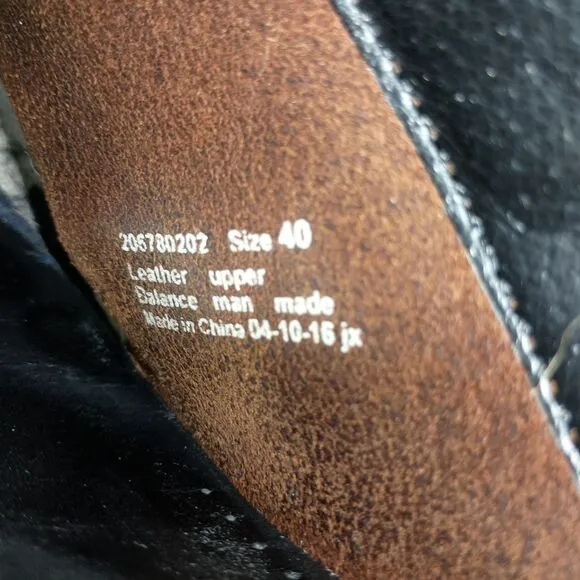 206780202 Size 40
Leather upper
Balance man made
Made in China 04-10-16 jx